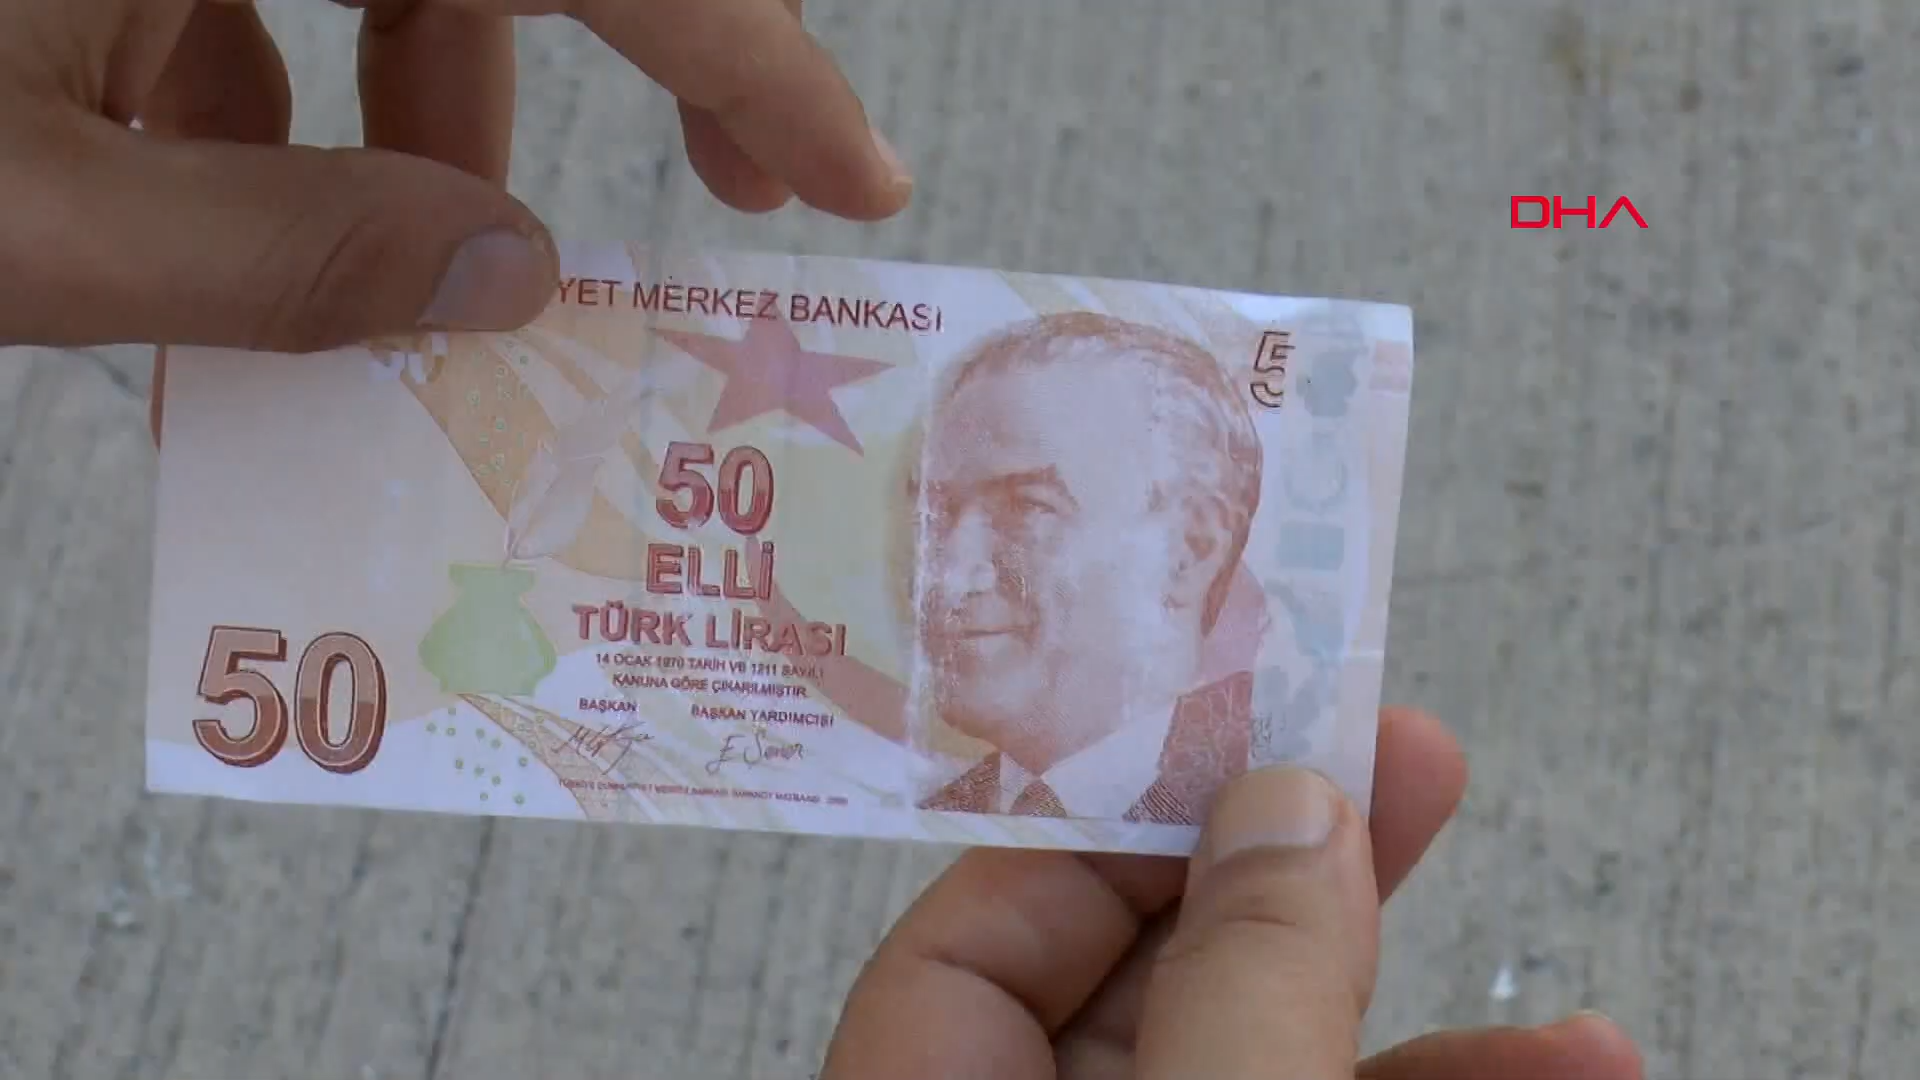 DHA
YET MERKEZ BANKASI
50
ELLİ
TÜRK LİRASI
14 OCAK 1970 TARİH VE 1211 SAYILI
KANUNA GÖRE ÇIKARILMIŞTIR
BAŞKAN BAŞKAN YARDIMCISI
E Şener
50